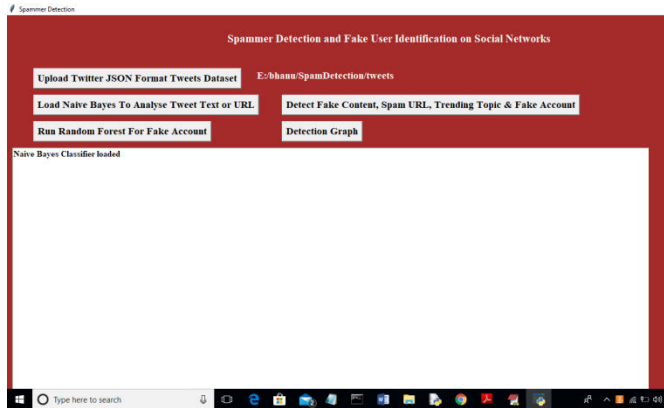 Spammer Detection
Spammer Detection and Fake User Identification on Social Networks
Upload Twitter JSON Format Tweets Dataset
E:/bhanu/SpamDetection/tweets
Load Naive Bayes To Analyse Tweet Text or URL
Detect Fake Content, Spam URL, Trending Topic & Fake Account
Run Random Forest For Fake Account
Detection Graph
Naive Bayes Classifier loaded
Type here to search